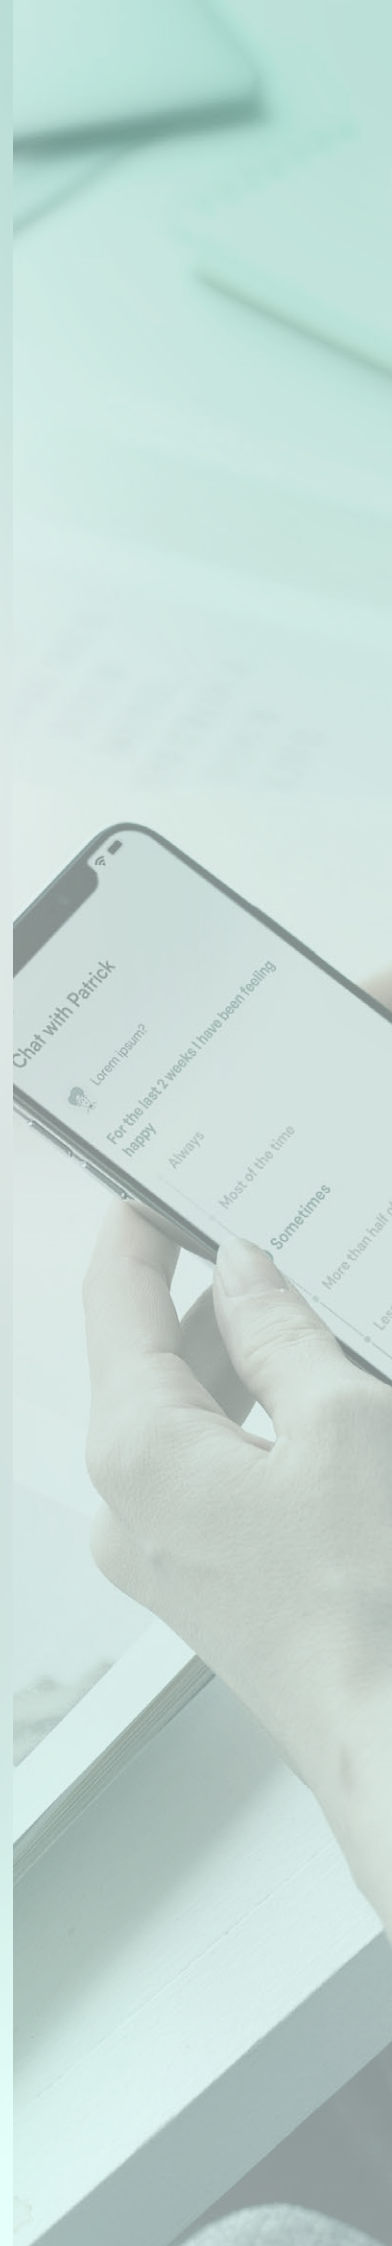 Chat with Patrick
Lorem ipsum?
For the last 2 weeks I have been feeling
happy
Always
Most of the time
Sometimes
More than half